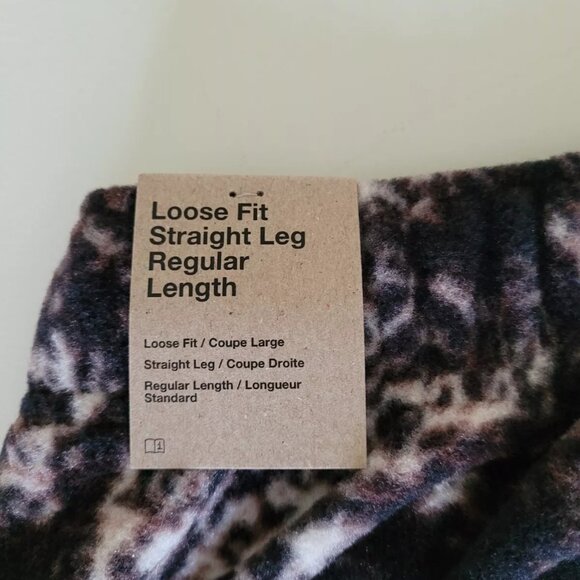 Loose Fit
Straight Leg
Regular
Length
Loose Fit / Coupe Large
Straight Leg / Coupe Droite
Regular Length / Longueur
Standard
i